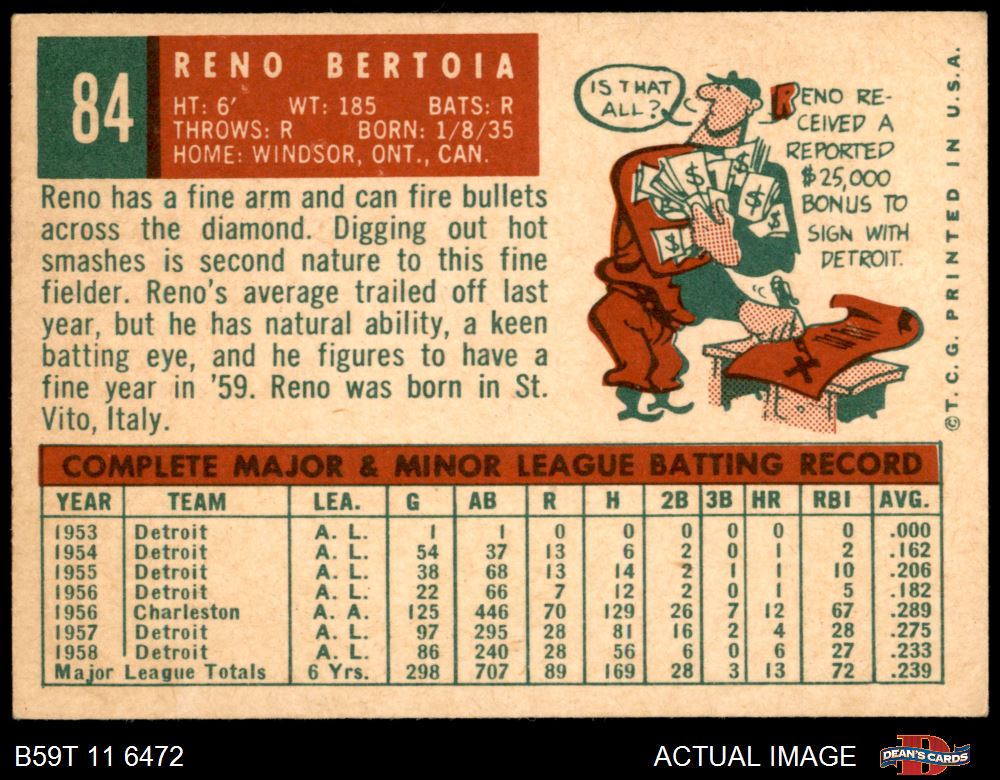 84
RENO BERTOIA
HT: 6' WT: 185 BATS: R
THROWS: R BORN: 1/8/35
HOME: WINDSOR, ONT., CAN.
Reno has a fine arm and can fire bullets
across the diamond. Digging out hot
smashes is second nature to this fine
fielder. Reno's average trailed off last
year, but he has natural ability, a keen
batting eye, and he figures to have a
fine year in '59. Reno was born in St.
Vito, Italy.
IS THAT
ALL?
RENO RE-
CEIVED A
REPORTED
$25,000
BONUS TO
SIGN WITH
DETROIT.
$ $ $ $ $
X
© T. C. G. PRINTED IN U. S. A.
COMPLETE MAJOR & MINOR LEAGUE BATTING RECORD
YEAR TEAM LEA. G AB R H 2B 3B HR RBI AVG.
1953 Detroit A. L. 1 1 0 0 0 0 0 0 .000
1954 Detroit A. L. 54 37 13 6 2 0 1 2 .162
1955 Detroit A. L. 38 68 13 14 2 1 1 10 .206
1956 Detroit A. L. 22 66 7 12 2 0 1 5 .182
1956 Charleston A. A. 125 446 70 129 26 7 12 67 .289
1957 Detroit A. L. 97 295 28 81 16 2 4 28 .275
1958 Detroit A. L. 86 240 28 56 6 0 6 27 .233
Major League Totals 6 Yrs. 298 707 89 169 28 3 13 72 .239
B59T 11 6472
ACTUAL IMAGE
DEAN'S CARDS